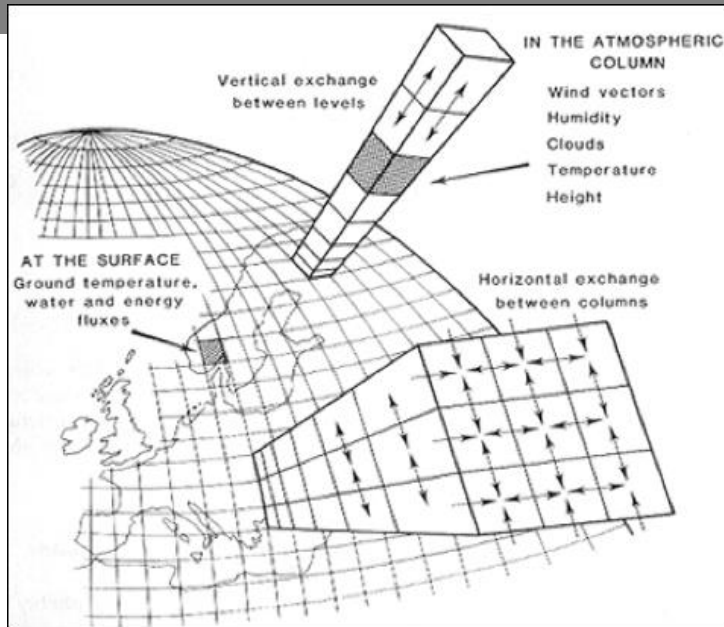 IN THE ATMOSPHERIC
COLUMN
Wind vectors
Humidity
Clouds
Temperature
Height
Vertical exchange
between levels
AT THE SURFACE
Ground temperature,
water and energy
fluxes
Horizontal exchange
between columns